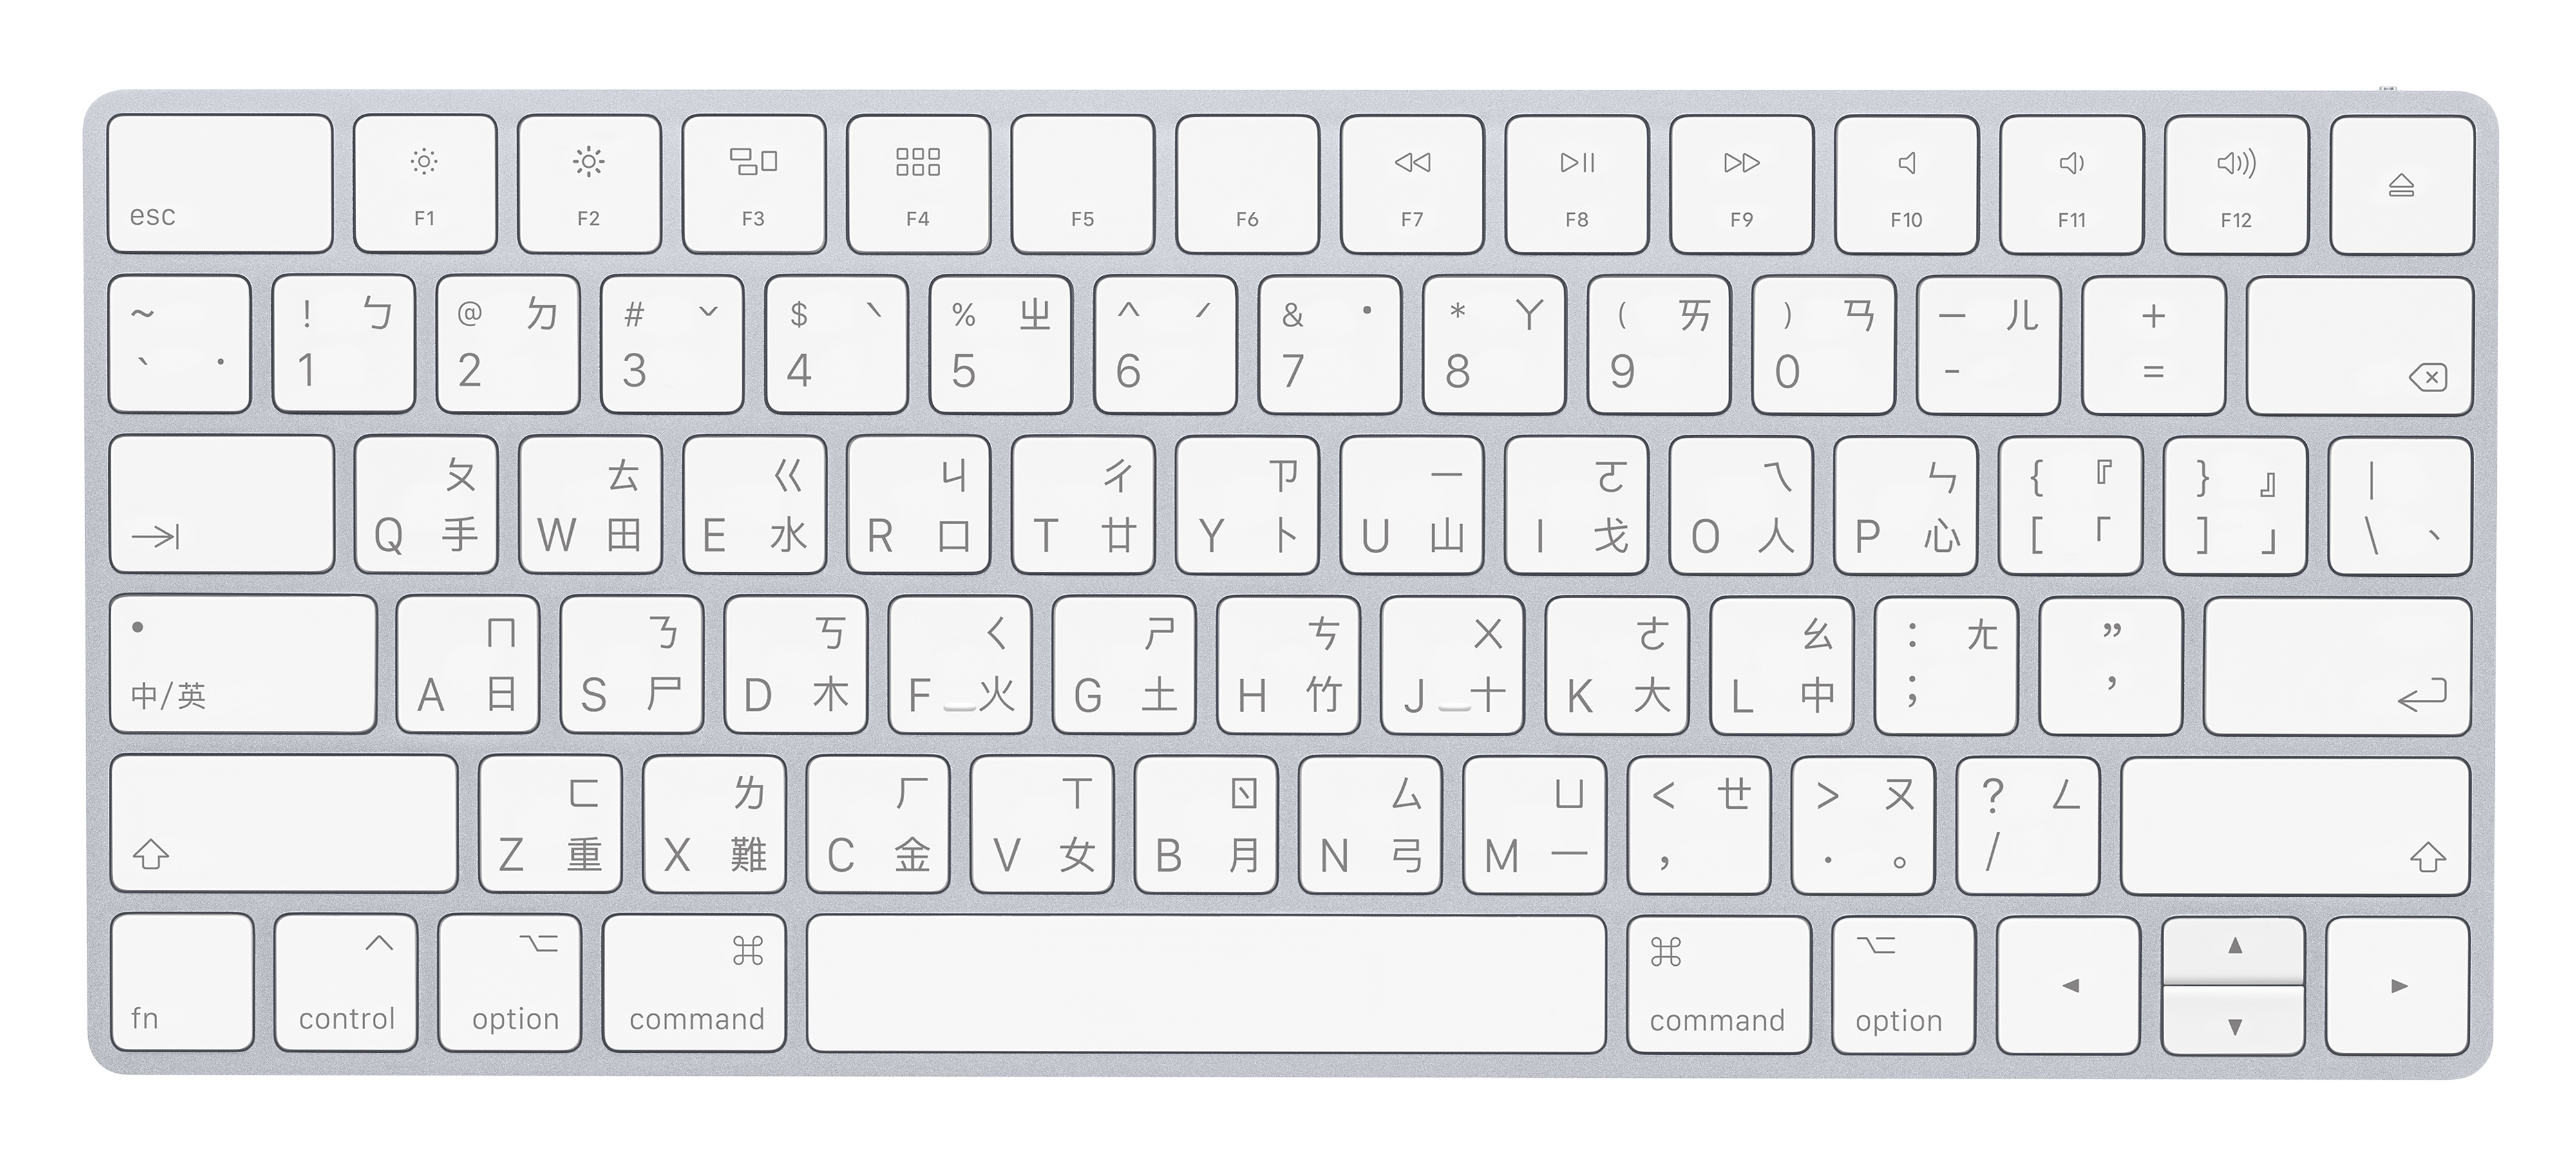 esc F1 F2 F3 F4 F5 F6 F7 F8 F9 F10 F11 F12
~ ! ㄅ @ ㄉ # ˇ $ ˋ % ㄓ ^ ˊ & ˙ * ㄚ ( ㄞ ) ㄢ — ㄦ +
` · 1 2 3 4 5 6 7 8 9 0 - =
ㄆ ㄊ ㄍ ㄐ ㄔ ㄗ ㄧ ㄛ ㄟ ㄣ { 『 } 』 |
Q 手 W 田 E 水 R 口 T 廿 Y 卜 U 山 I 戈 O 人 P 心 [ 「 ] 」 \ 、
• ㄇ ㄋ ㄎ ㄑ ㄕ ㄘ ㄨ ㄜ ㄠ : ㄤ ”
中/英 A 日 S 尸 D 木 F 火 G 土 H 竹 J 十 K 大 L 中 ; ’
ㄈ ㄌ ㄏ ㄒ ㄖ ㄙ ㄩ < ㄝ > ㄡ ? ㄥ
Z 重 X 難 C 金 V 女 B 月 N 弓 M 一 , . 。 /
⌃ ⌥ ⌘ ⌘ ⌥
fn control option command command option